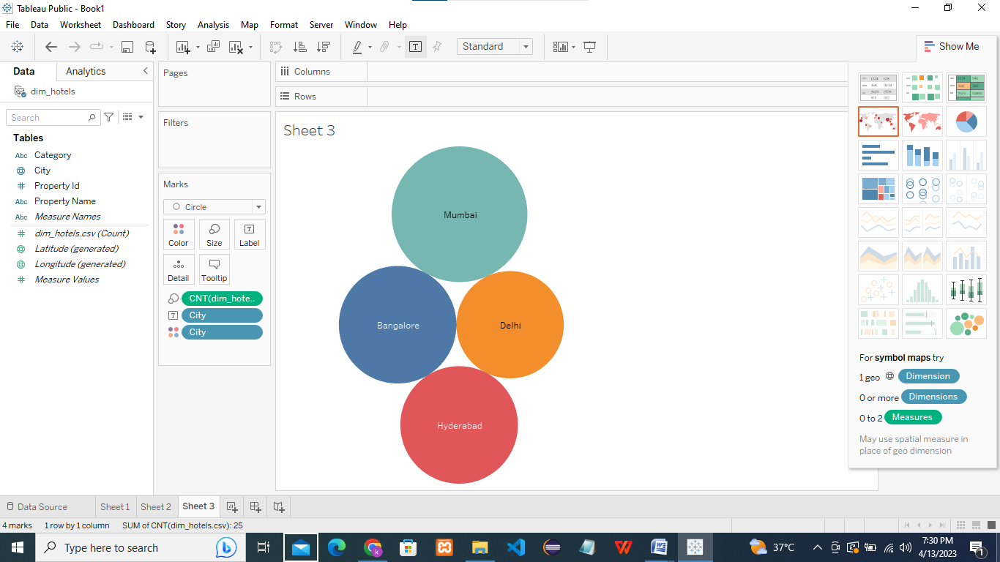 Tableau Public - Book1
File Data Worksheet Dashboard Story Analysis Map Format Server Window Help
Standard
Show Me
Data Analytics
dim_hotels
Search
Tables
Abc Category
City
Property Id
Abc Property Name
Abc Measure Names
dim_hotels.csv (Count)
Latitude (generated)
Longitude (generated)
Measure Values
Pages
Filters
Marks
Circle
Color Size Label
Detail Tooltip
CNT(dim_hote..
City
City
Columns
Rows
Sheet 3
Mumbai
Bangalore
Delhi
Hyderabad
For symbol maps try
1 geo Dimension
0 or more Dimensions
0 to 2 Measures
May use spatial measure in
place of geo dimension
Data Source Sheet 1 Sheet 2 Sheet 3
4 marks 1 row by 1 column SUM of CNT(dim_hotels.csv): 25
Type here to search
37°C
7:30 PM
4/13/2023
1